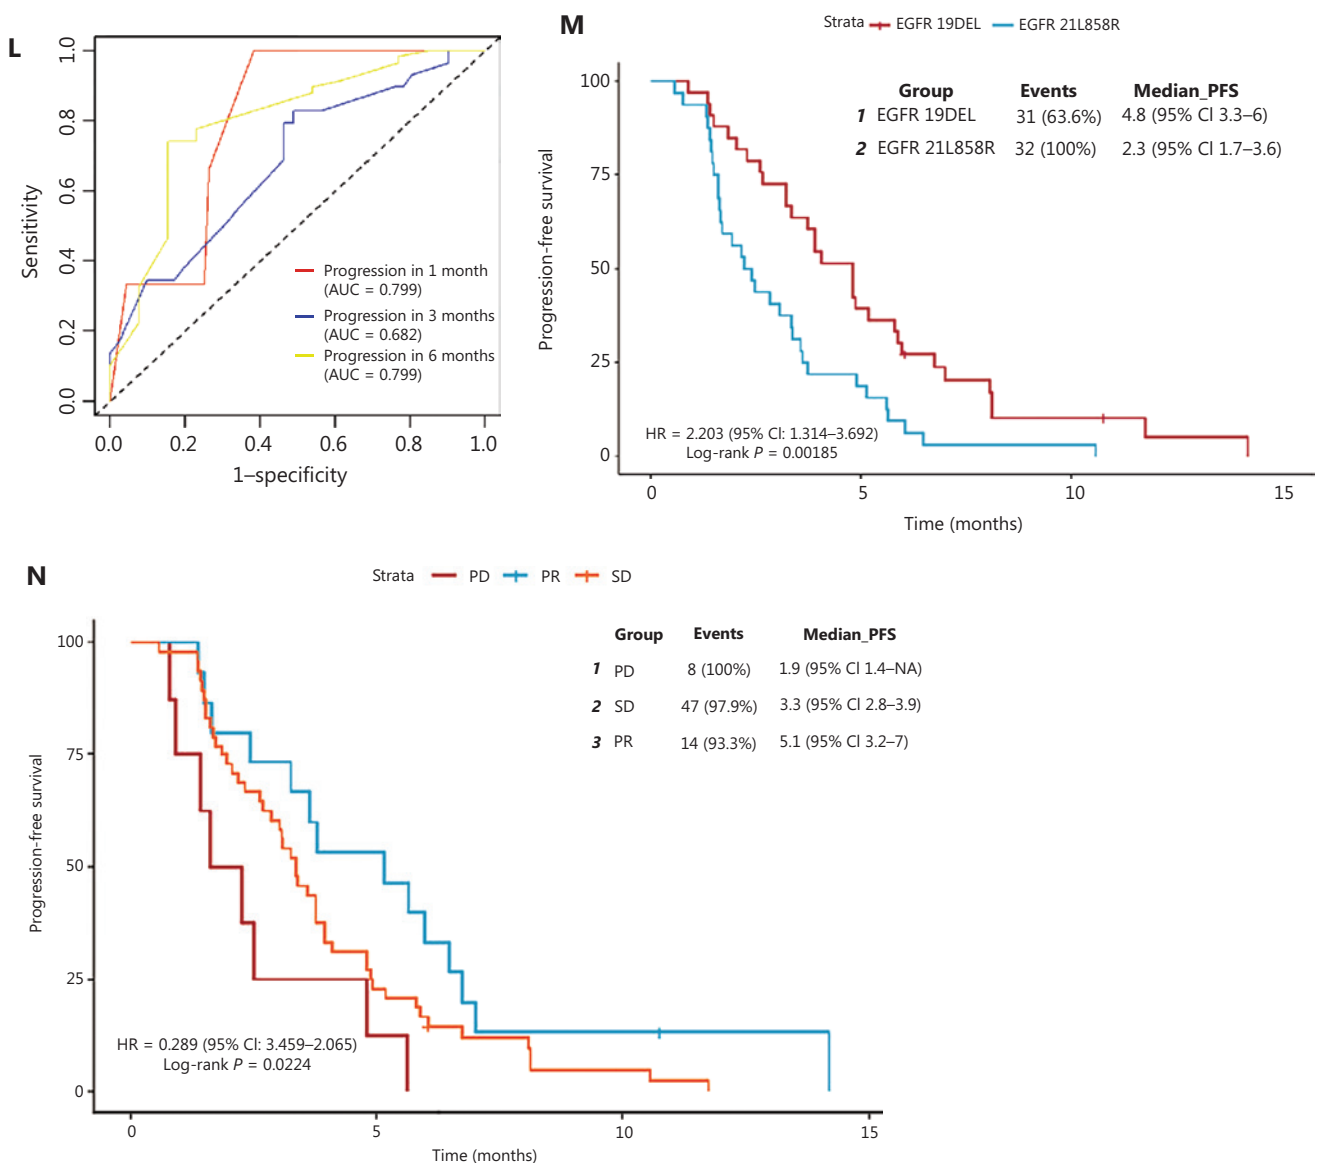 L
1.0
0.8
0.6
0.4
0.2
0.0
Sensitivity
Progression in 1 month
(AUC = 0.799)
Progression in 3 months
(AUC = 0.682)
Progression in 6 months
(AUC = 0.799)
0.0 0.2 0.4 0.6 0.8 1.0
1–specificity
M
Strata EGFR 19DEL EGFR 21L858R
100
75
50
25
0
Progression-free survival
Group Events Median_PFS
1 EGFR 19DEL 31 (63.6%) 4.8 (95% CI 3.3–6)
2 EGFR 21L858R 32 (100%) 2.3 (95% CI 1.7–3.6)
HR = 2.203 (95% CI: 1.314–3.692)
Log-rank P = 0.00185
0 5 10 15
Time (months)
N
Strata PD PR SD
100
75
50
25
0
Progression-free survival
Group Events Median_PFS
1 PD 8 (100%) 1.9 (95% CI 1.4–NA)
2 SD 47 (97.9%) 3.3 (95% CI 2.8–3.9)
3 PR 14 (93.3%) 5.1 (95% CI 3.2–7)
HR = 0.289 (95% CI: 3.459–2.065)
Log-rank P = 0.0224
0 5 10 15
Time (months)